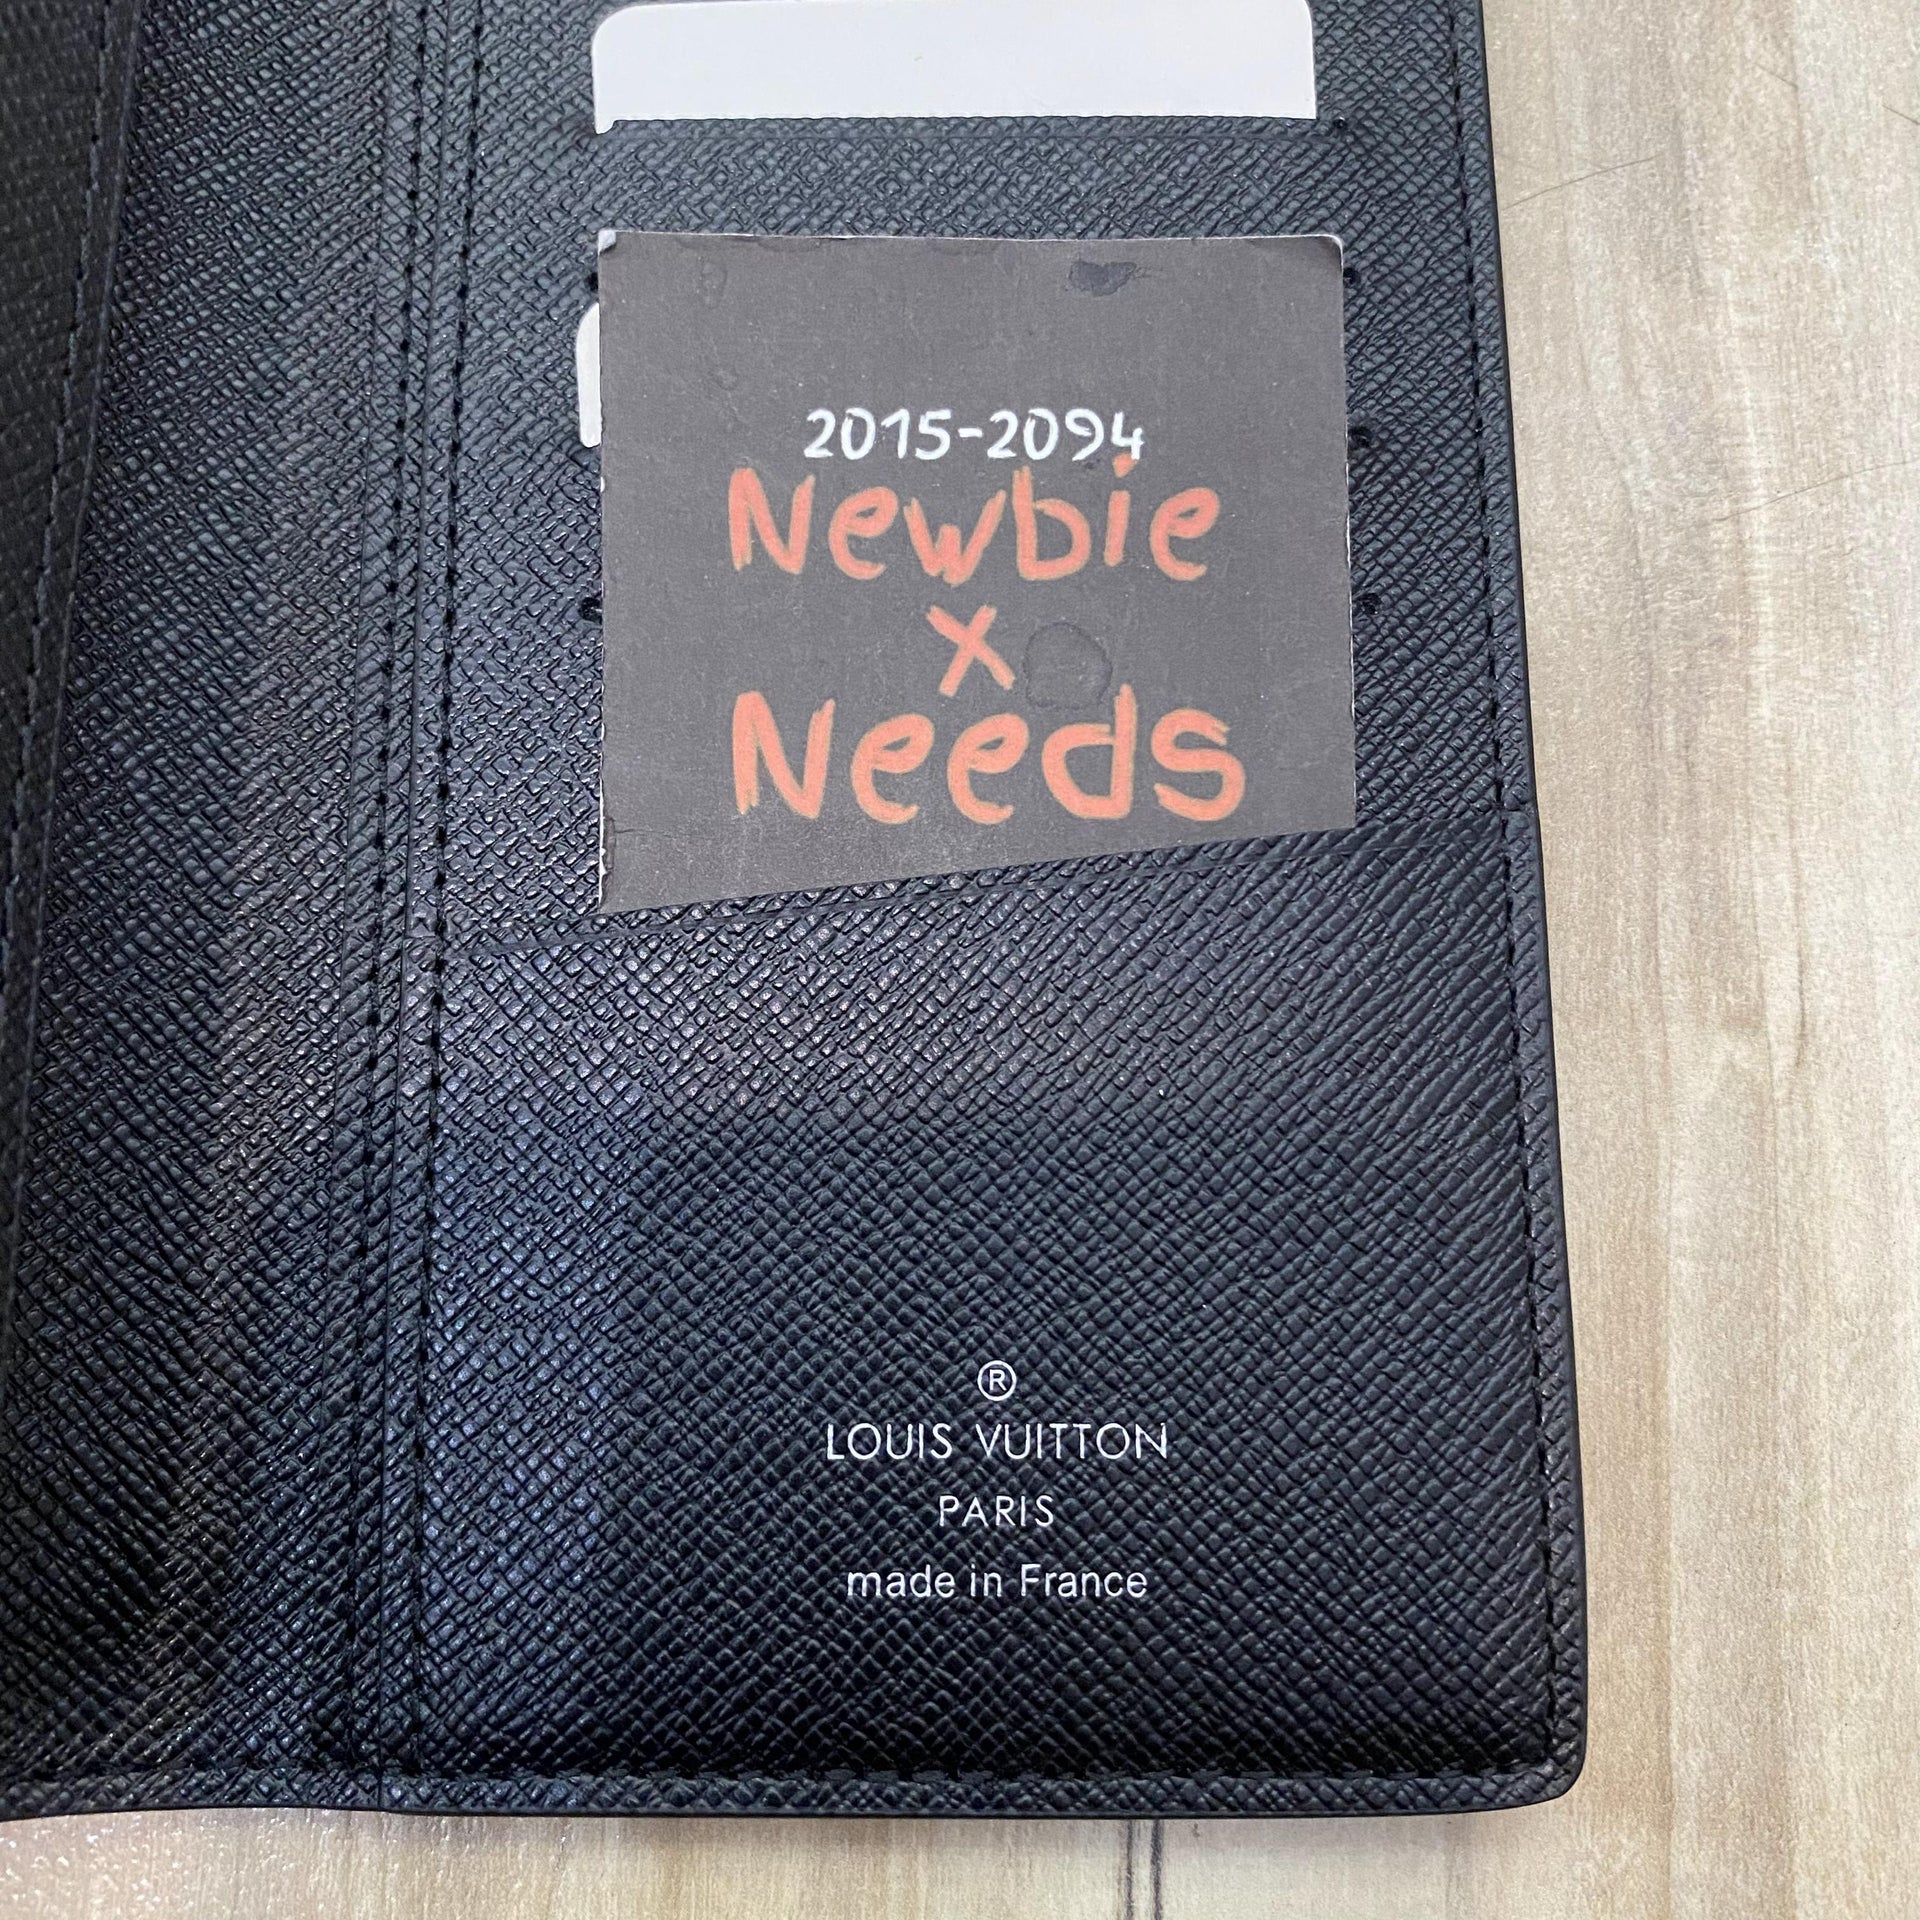 2015-2094
Newbie
x
Needs
®
LOUIS VUITTON
PARIS
made in France